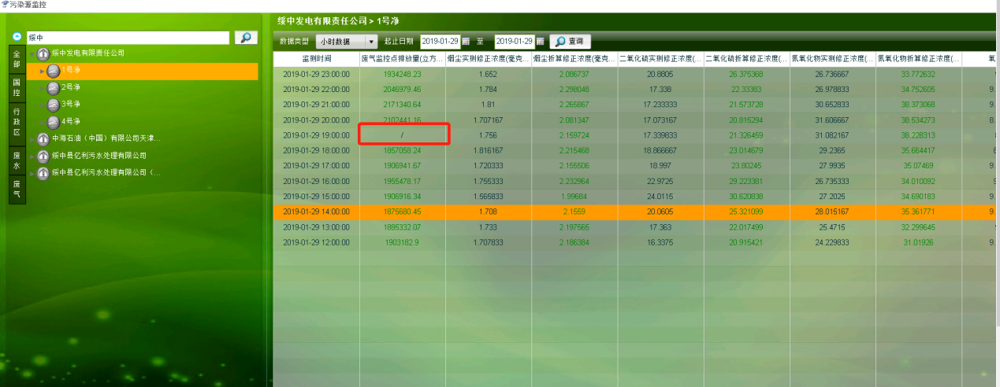 污染源监控
绥中发电有限责任公司 > 1号净
绥中
数据类型 小时数据 起止日期 2019-01-29 至 2019-01-29 查询
全部
国控
行政区
废水
废气
绥中发电有限责任公司
1号净
2号净
3号净
4号净
中海石油（中国）有限公司天津...
绥中县亿利污水处理有限公司
绥中县亿利污水处理有限公司（...
监测时间 废气监控点排放量(立方... 烟尘实测修正浓度(毫克... 烟尘折算修正浓度(毫克... 二氧化硫实测修正浓度(... 二氧化硫折算修正浓度(... 氮氧化物实测修正浓度(... 氮氧化物折算修正浓度(... 氧
2019-01-29 23:00:00 1934248.23 1.652 2.086737 20.8805 26.375368 26.736667 33.772632
2019-01-29 22:00:00 2046979.46 1.784 2.298048 17.338 22.33383 26.978833 34.752605 9.
2019-01-29 21:00:00 2171340.64 1.81 2.265867 17.233333 21.573728 30.652833 38.373068 9.
2019-01-29 20:00:00 2102441.16 1.707167 2.081347 17.073167 20.815294 31.606667 38.534273 8.
2019-01-29 19:00:00 / 1.756 2.159724 17.339833 21.326459 31.082167 38.228313
2019-01-29 18:00:00 1857058.24 1.816167 2.215468 18.866667 23.014679 29.2365 35.664417
2019-01-29 17:00:00 1906941.67 1.720333 2.155506 18.997 23.80245 27.9935 35.07469 9.
2019-01-29 16:00:00 1955478.17 1.755333 2.232964 22.9725 29.223381 26.735333 34.010092
2019-01-29 15:00:00 1906916.34 1.565833 1.99684 24.0115 30.620838 27.2025 34.690183 9.
2019-01-29 14:00:00 1875680.45 1.708 2.1559 20.0605 25.321099 28.015167 35.361771 9.
2019-01-29 13:00:00 1885332.07 1.733 2.197565 17.363 22.017499 25.4715 32.299645
2019-01-29 12:00:00 1903182.9 1.707833 2.186384 16.3375 20.915421 24.229833 31.01926 9.